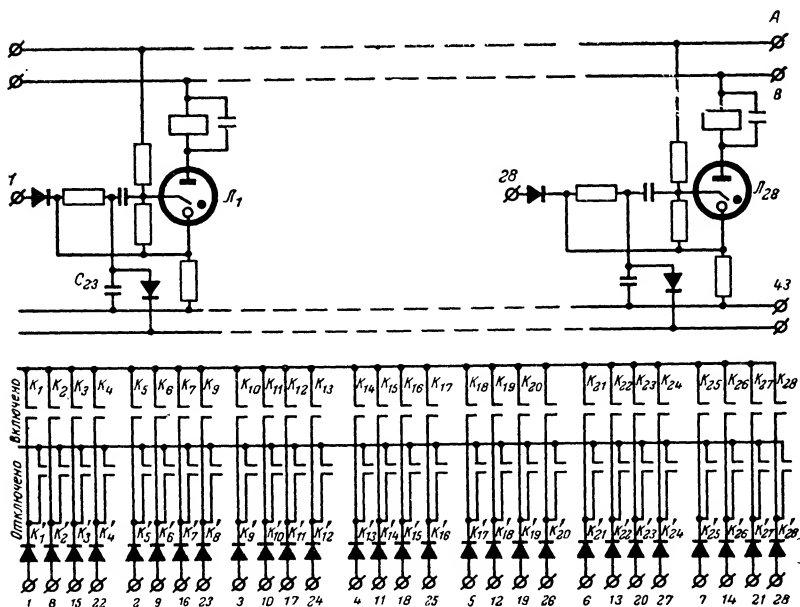 A
B
1
Л₁
28
Л₂₈
C₂₃
43
Включено
K₁ K₂ K₃ K₄ K₅ K₆ K₇ K₉ K₁₀ K₁₁ K₁₂ K₁₃ K₁₄ K₁₅ K₁₆ K₁₇ K₁₈ K₁₉ K₂₀ K₂₁ K₂₂ K₂₃ K₂₄ K₂₅ K₂₆ K₂₇ K₂₈
Отключено
K′₁ K′₂ K′₃ K′₄ K′₅ K′₆ K′₇ K′₈ K′₉ K′₁₀ K′₁₁ K′₁₂ K′₁₃ K′₁₄ K′₁₅ K′₁₆ K′₁₇ K′₁₈ K′₁₉ K′₂₀ K′₂₁ K′₂₂ K′₂₃ K′₂₄ K′₂₅ K′₂₆ K′₂₇ K′₂₈
1 8 15 22 2 9 16 23 3 10 17 24 4 11 18 25 5 12 19 26 6 13 20 27 7 14 21 28